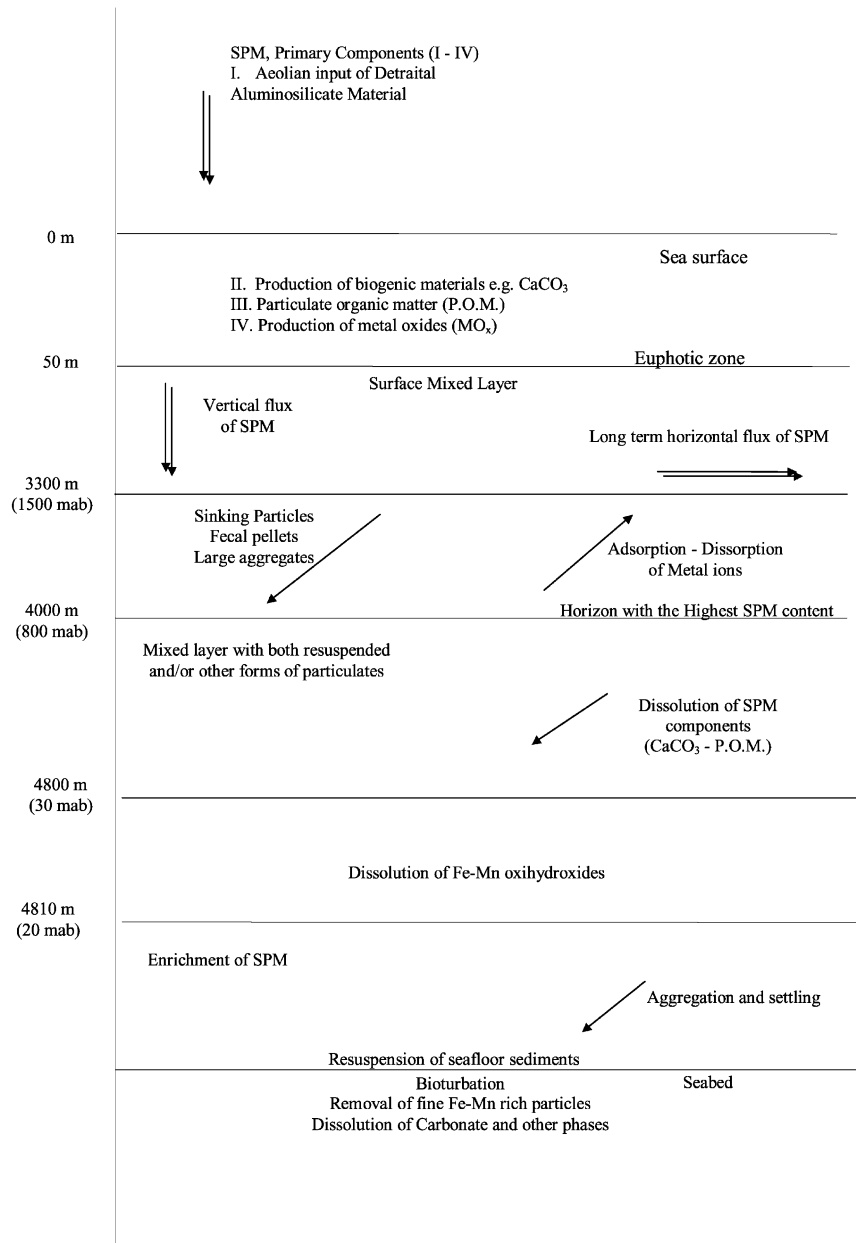 SPM, Primary Components (I - IV)
I. Aeolian input of Detraital
Aluminosilicate Material
0 m
Sea surface
II. Production of biogenic materials e.g. CaCO₃
III. Particulate organic matter (P.O.M.)
IV. Production of metal oxides (MOₓ)
50 m
Euphotic zone
Surface Mixed Layer
Vertical flux
of SPM
Long term horizontal flux of SPM
3300 m
(1500 mab)
Sinking Particles
Fecal pellets
Large aggregates
Adsorption - Dissorption
of Metal ions
4000 m
(800 mab)
Horizon with the Highest SPM content
Mixed layer with both resuspended
and/or other forms of particulates
Dissolution of SPM
components
(CaCO₃ - P.O.M.)
4800 m
(30 mab)
Dissolution of Fe-Mn oxihydroxides
4810 m
(20 mab)
Enrichment of SPM
Aggregation and settling
Resuspension of seafloor sediments
Bioturbation
Seabed
Removal of fine Fe-Mn rich particles
Dissolution of Carbonate and other phases